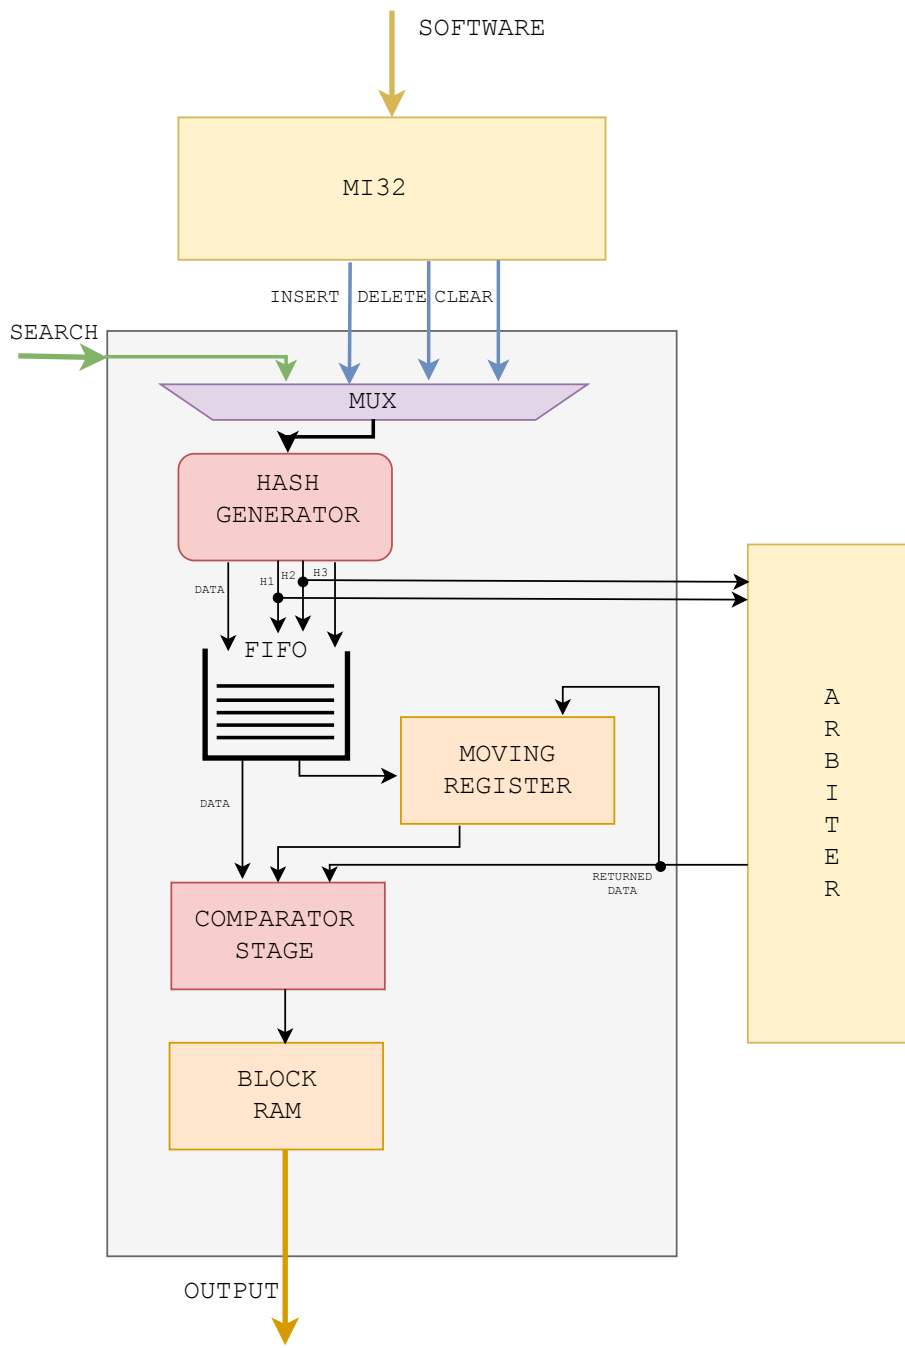 SOFTWARE
MI32
INSERT
DELETE
CLEAR
SEARCH
MUX
HASH
GENERATOR
DATA
H1
H2
H3
FIFO
MOVING
REGISTER
A
R
B
I
T
E
R
DATA
RETURNED
DATA
COMPARATOR
STAGE
BLOCK
RAM
OUTPUT